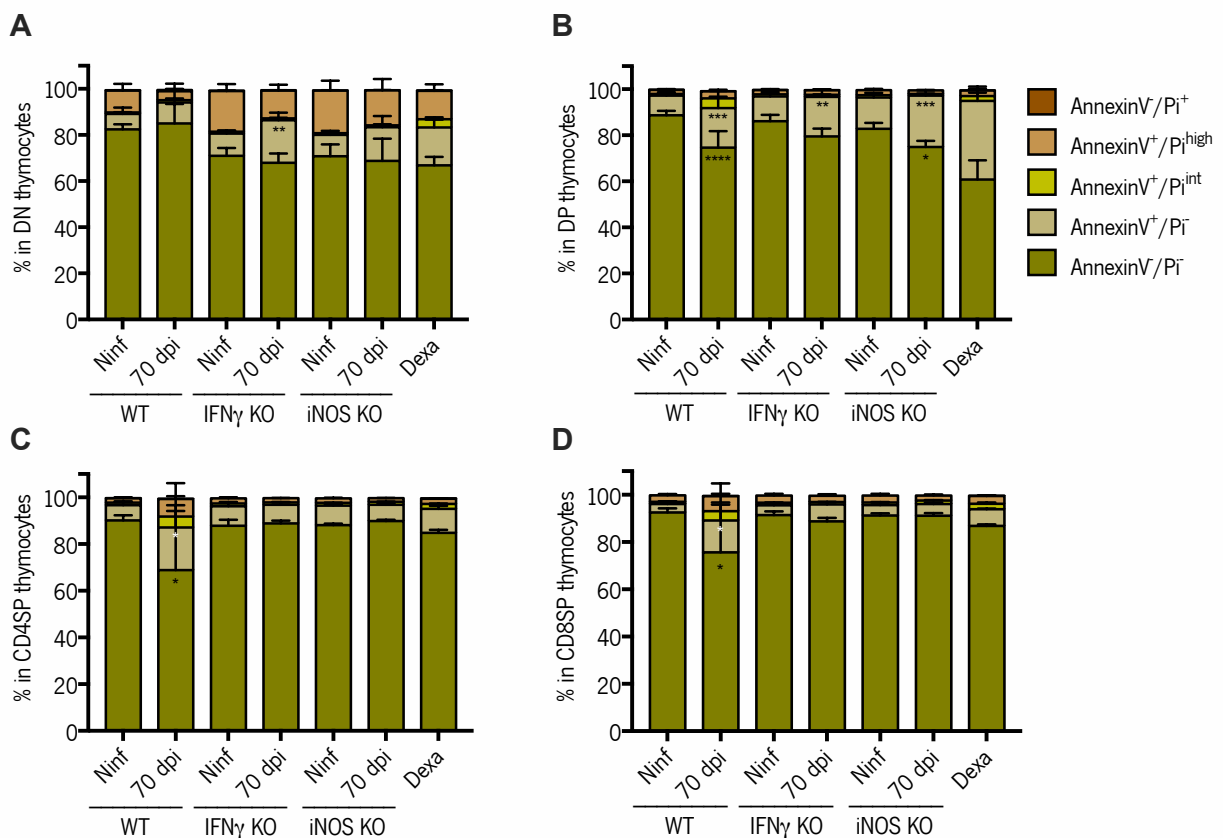 A
% in DN thymocytes
100
80
60
40
20
0
**
Ninf
70 dpi
Ninf
70 dpi
Ninf
70 dpi
Dexa
WT
IFNγ KO
iNOS KO
B
% in DP thymocytes
100
80
60
40
20
0
***
****
**
***
*
Ninf
70 dpi
Ninf
70 dpi
Ninf
70 dpi
Dexa
WT
IFNγ KO
iNOS KO
AnnexinV⁻/Pi⁺
AnnexinV⁺/Pi^high
AnnexinV⁺/Pi^int
AnnexinV⁺/Pi⁻
AnnexinV⁻/Pi⁻
C
% in CD4SP thymocytes
100
80
60
40
20
0
*
*
Ninf
70 dpi
Ninf
70 dpi
Ninf
70 dpi
Dexa
WT
IFNγ KO
iNOS KO
D
% in CD8SP thymocytes
100
80
60
40
20
0
*
*
Ninf
70 dpi
Ninf
70 dpi
Ninf
70 dpi
Dexa
WT
IFNγ KO
iNOS KO